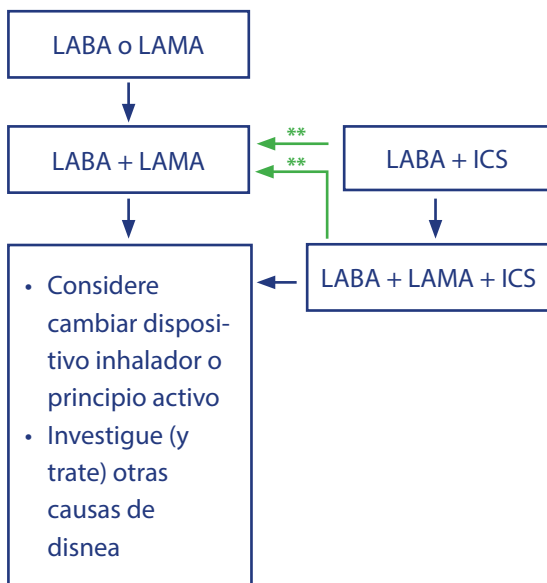 LABA o LAMA
LABA + LAMA
**
**
LABA + ICS
LABA + LAMA + ICS
• Considere
cambiar disposi-
tivo inhalador o
principio activo
• Investigue (y
trate) otras
causas de
disnea